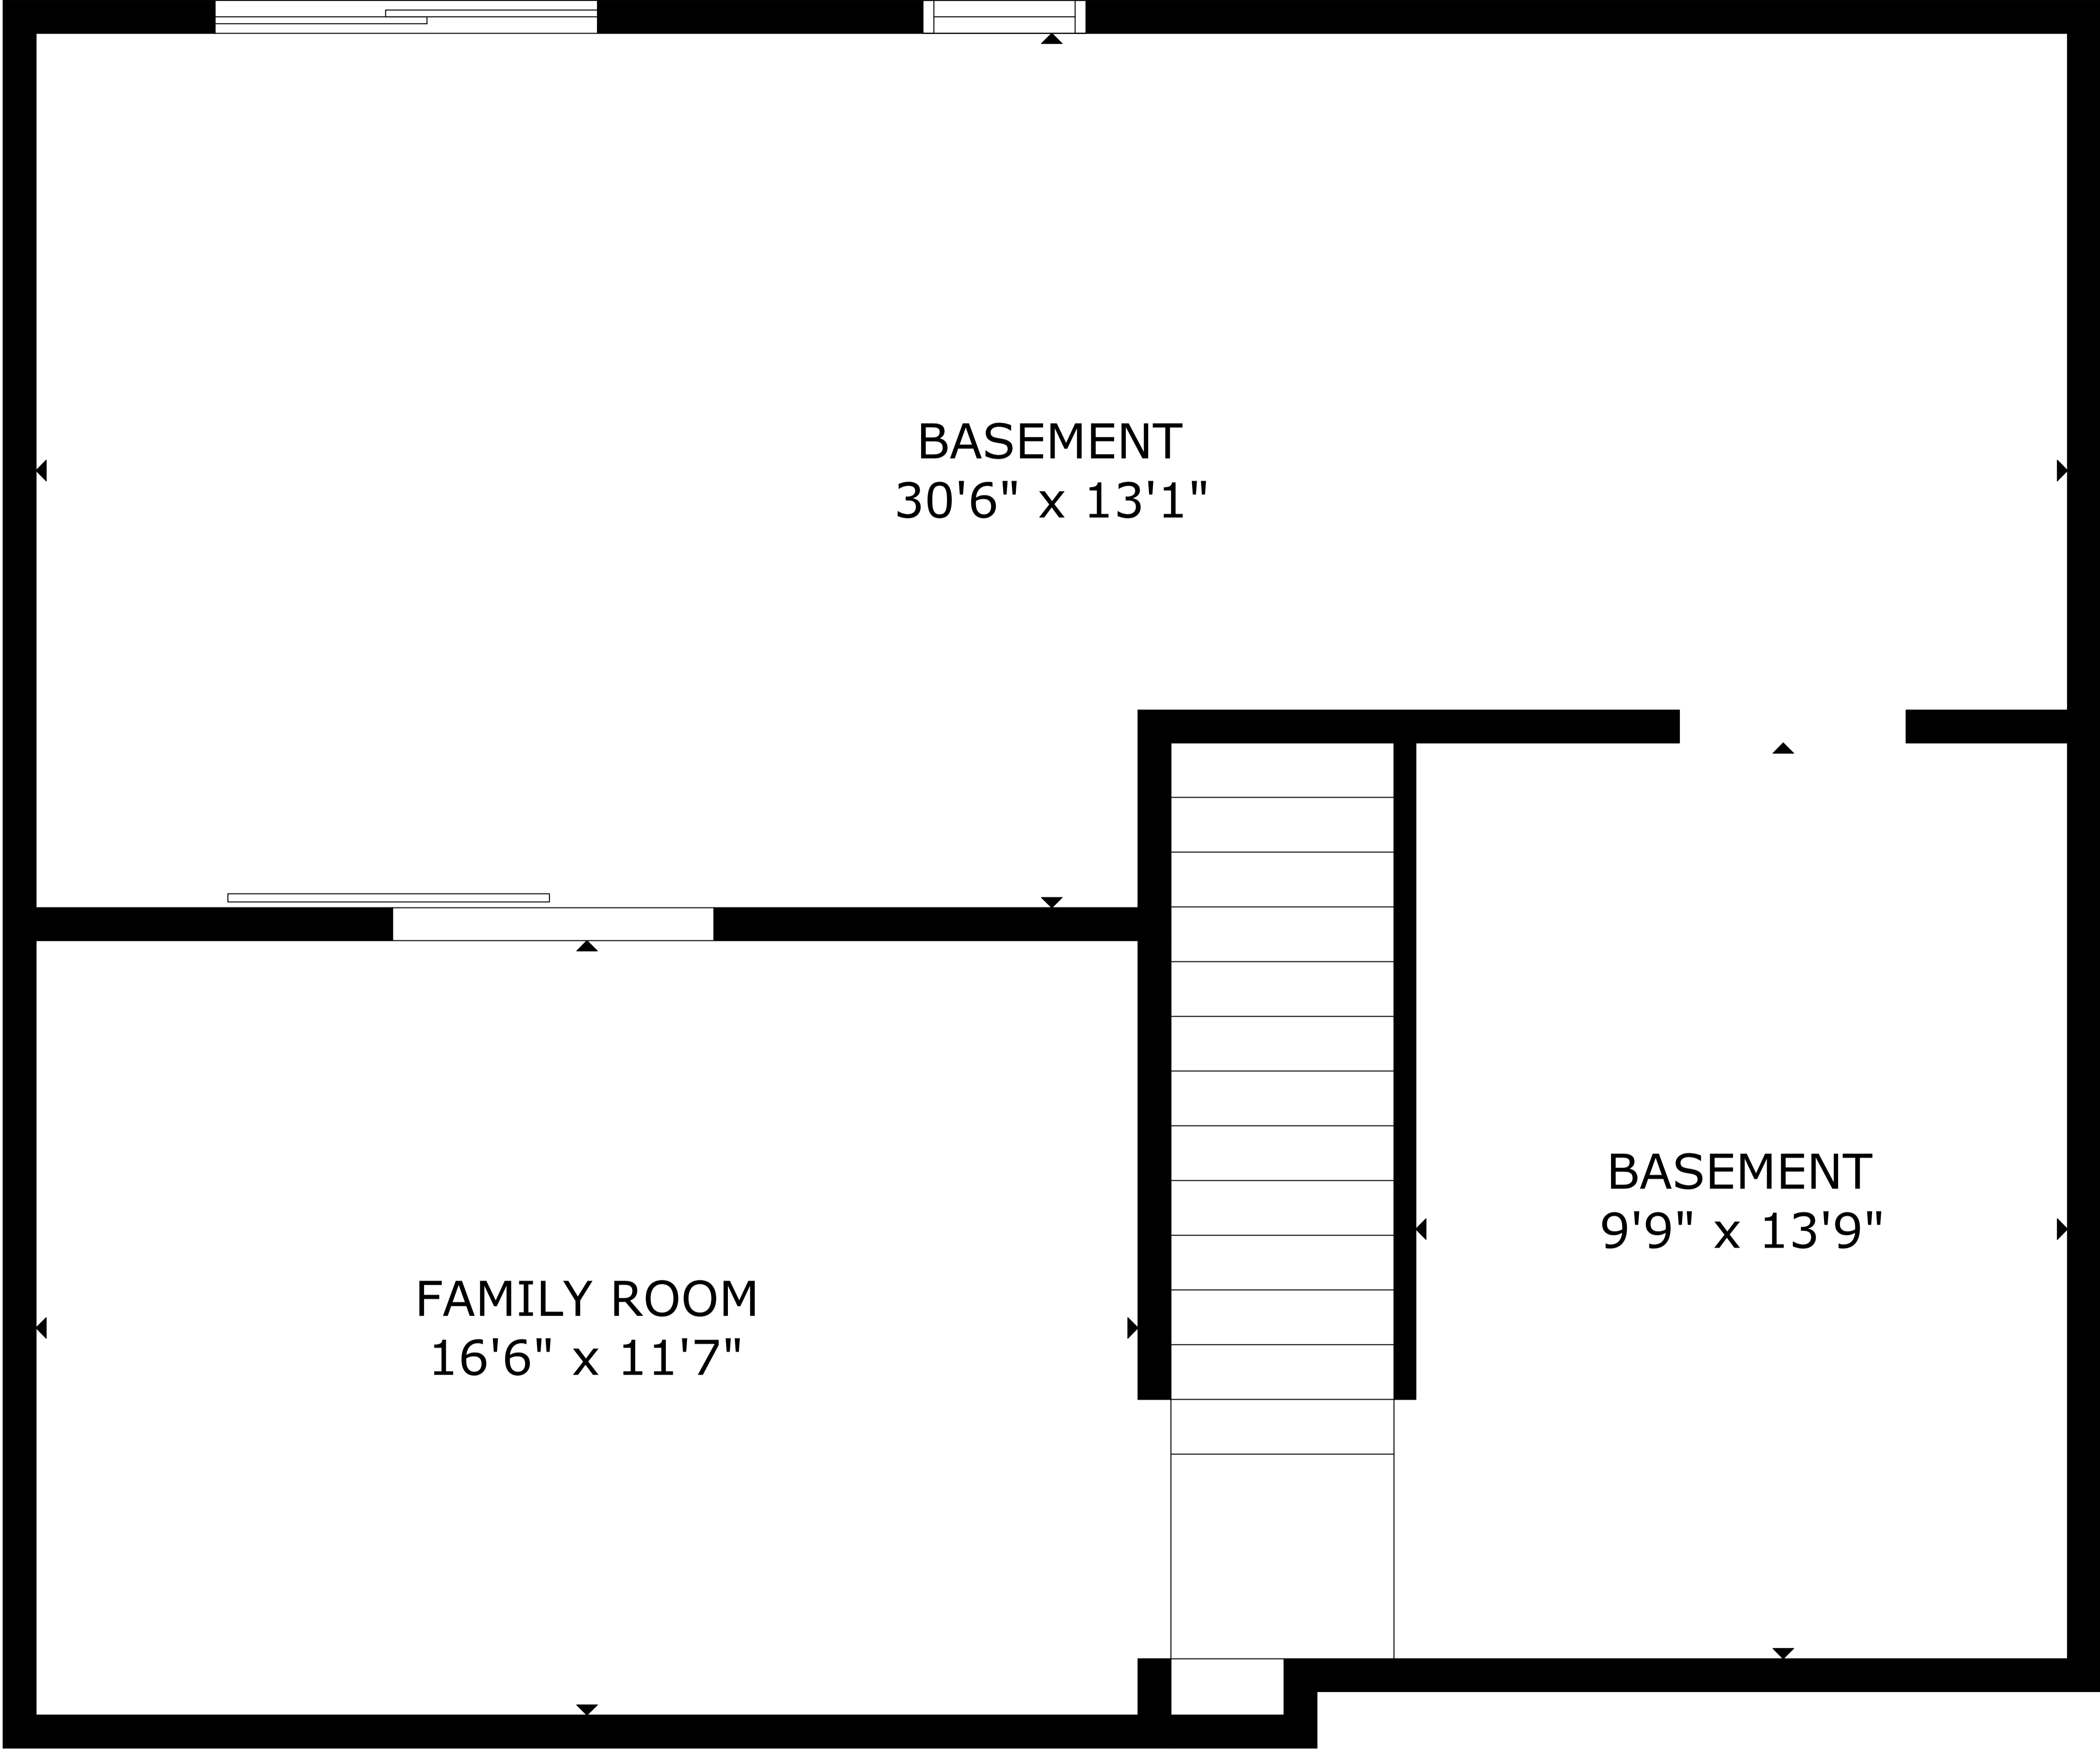 BASEMENT
30'6" x 13'1"
BASEMENT
9'9" x 13'9"
FAMILY ROOM
16'6" x 11'7"